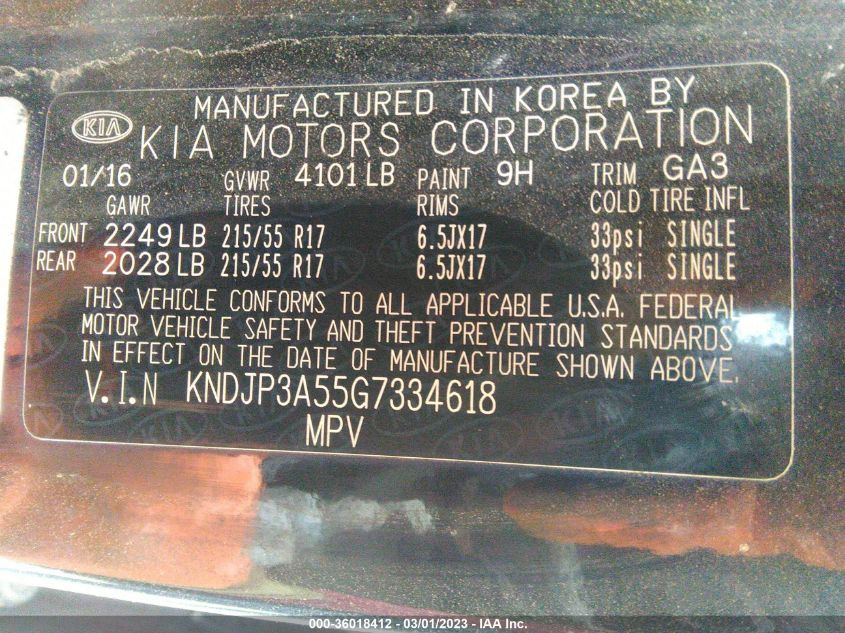 MANUFACTURED IN KOREA BY
KIA KIA MOTORS CORPORATION
01/16 GVWR 4101 LB PAINT 9H TRIM GA3
GAWR TIRES RIMS COLD TIRE INFL
FRONT 2249 LB 215/55 R17 6.5JX17 33psi SINGLE
REAR 2028 LB 215/55 R17 6.5JX17 33psi SINGLE
THIS VEHICLE CONFORMS TO ALL APPLICABLE U.S.A. FEDERAL
MOTOR VEHICLE SAFETY AND THEFT PREVENTION STANDARDS
IN EFFECT ON THE DATE OF MANUFACTURE SHOWN ABOVE.
V.I.N KNDJP3A55G7334618
MPV
000-36018412 - 03/01/2023 - IAA Inc.